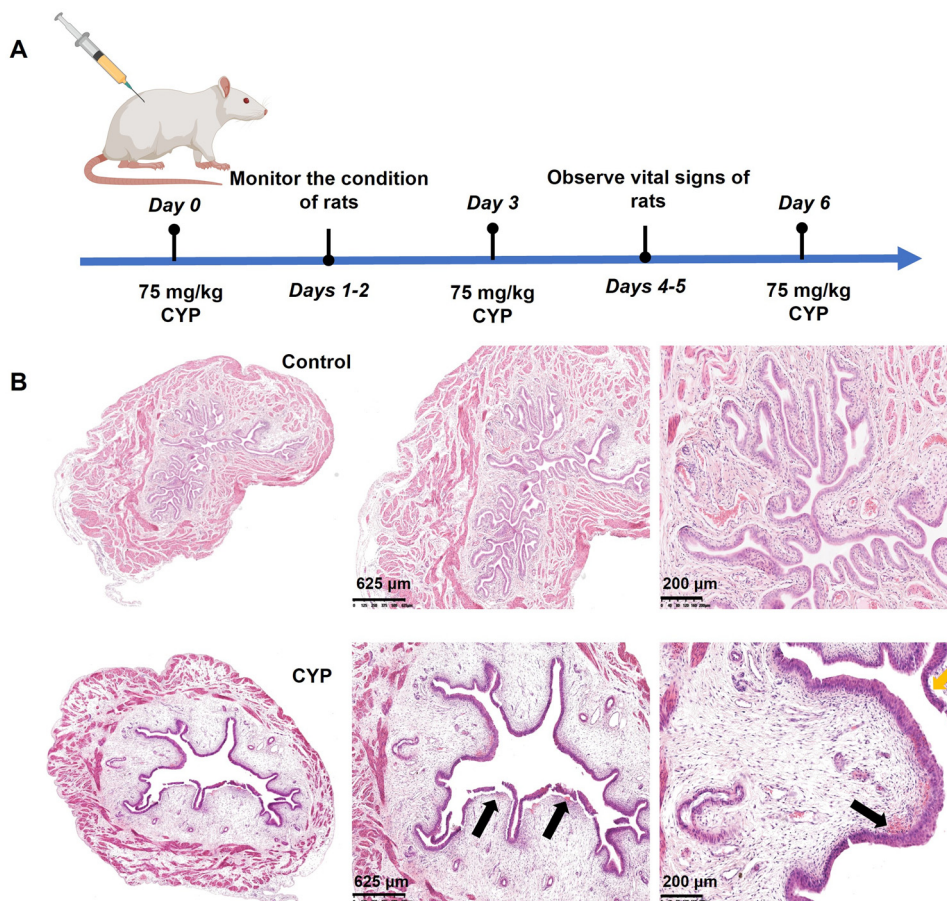 A
Monitor the condition
of rats
Observe vital signs of
rats
Day 0
Day 3
Day 6
75 mg/kg
CYP
Days 1-2
75 mg/kg
CYP
Days 4-5
75 mg/kg
CYP
B
Control
625 µm
200 µm
CYP
625 µm
200 µm